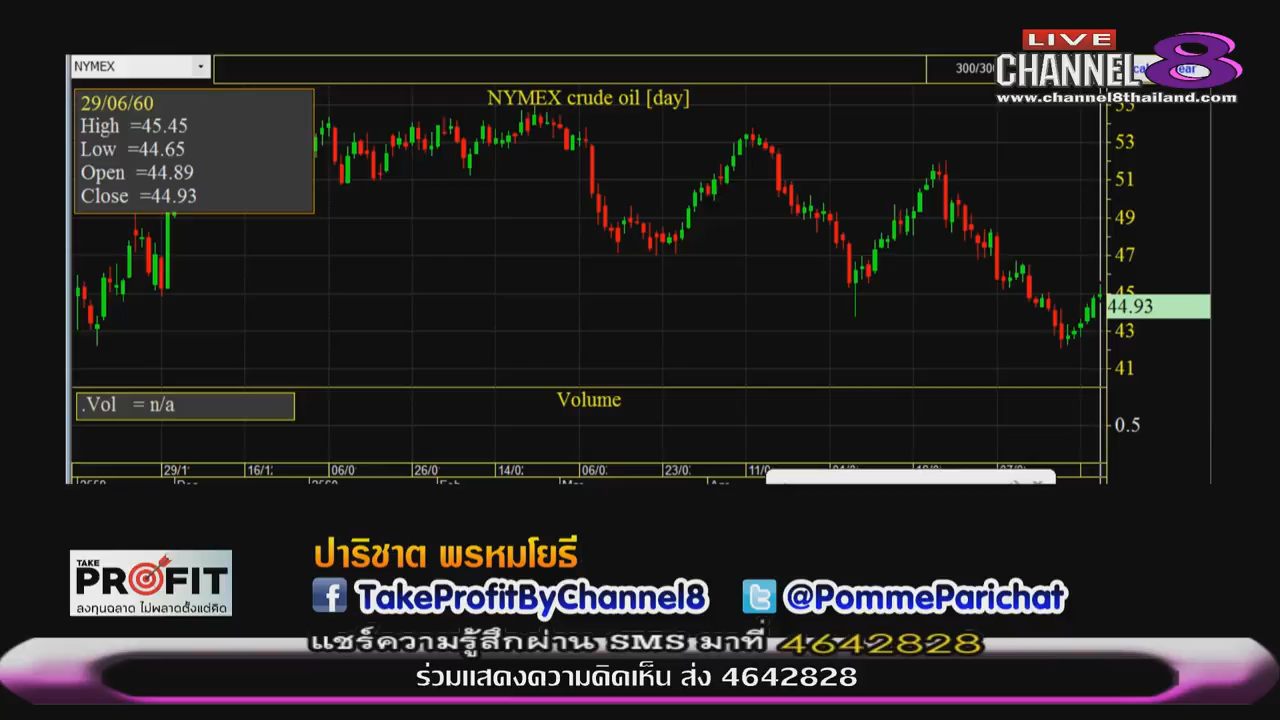 LIVE
CHANNEL 8
www.channel8thailand.com
NYMEX
300/300
29/06/60
High =45.45
Low =44.65
Open =44.89
Close =44.93
NYMEX crude oil [day]
55
53
51
49
47
45
44.93
43
41
.Vol = n/a
Volume
0.5
29/1
16/1
06/0
26/0
14/0
06/0
23/0
11/0
TAKE
PROFIT
ลงทุนฉลาด ไม่พลาดตั้งแต่คิด
ปาริชาต พรหมโยธี
TakeProfitByChannel8
@PommeParichat
แชร์ความรู้สึกผ่าน SMS มาที่ 4642828
ร่วมแสดงความคิดเห็น ส่ง 4642828